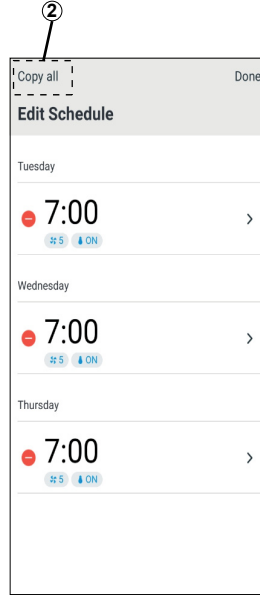 2
Copy all Done
Edit Schedule
Tuesday
7:00
5 ON
Wednesday
7:00
5 ON
Thursday
7:00
5 ON